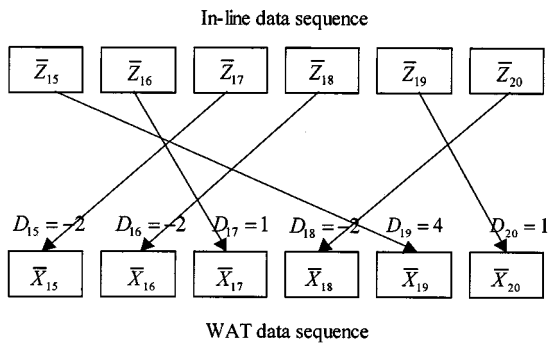 In-line data sequence
Z̅₁₅ Z̅₁₆ Z̅₁₇ Z̅₁₈ Z̅₁₉ Z̅₂₀
D₁₅ = −2 D₁₆ = −2 D₁₇ = 1 D₁₈ = −2 D₁₉ = 4 D₂₀ = 1
X̅₁₅ X̅₁₆ X̅₁₇ X̅₁₈ X̅₁₉ X̅₂₀
WAT data sequence